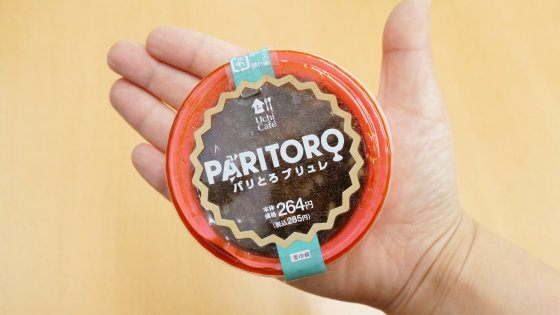 Uchi
Café
PARITORO
パリとろブリュレ
本体
価格 264円
(税込285円)
要冷蔵